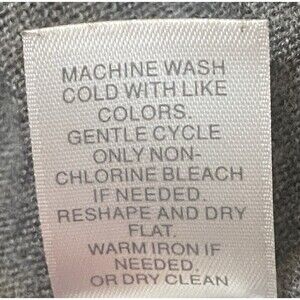 MACHINE WASH
COLD WITH LIKE
COLORS.
GENTLE CYCLE
ONLY NON-
CHLORINE BLEACH
IF NEEDED.
RESHAPE AND DRY
FLAT.
WARM IRON IF
NEEDED.
OR DRY CLEAN